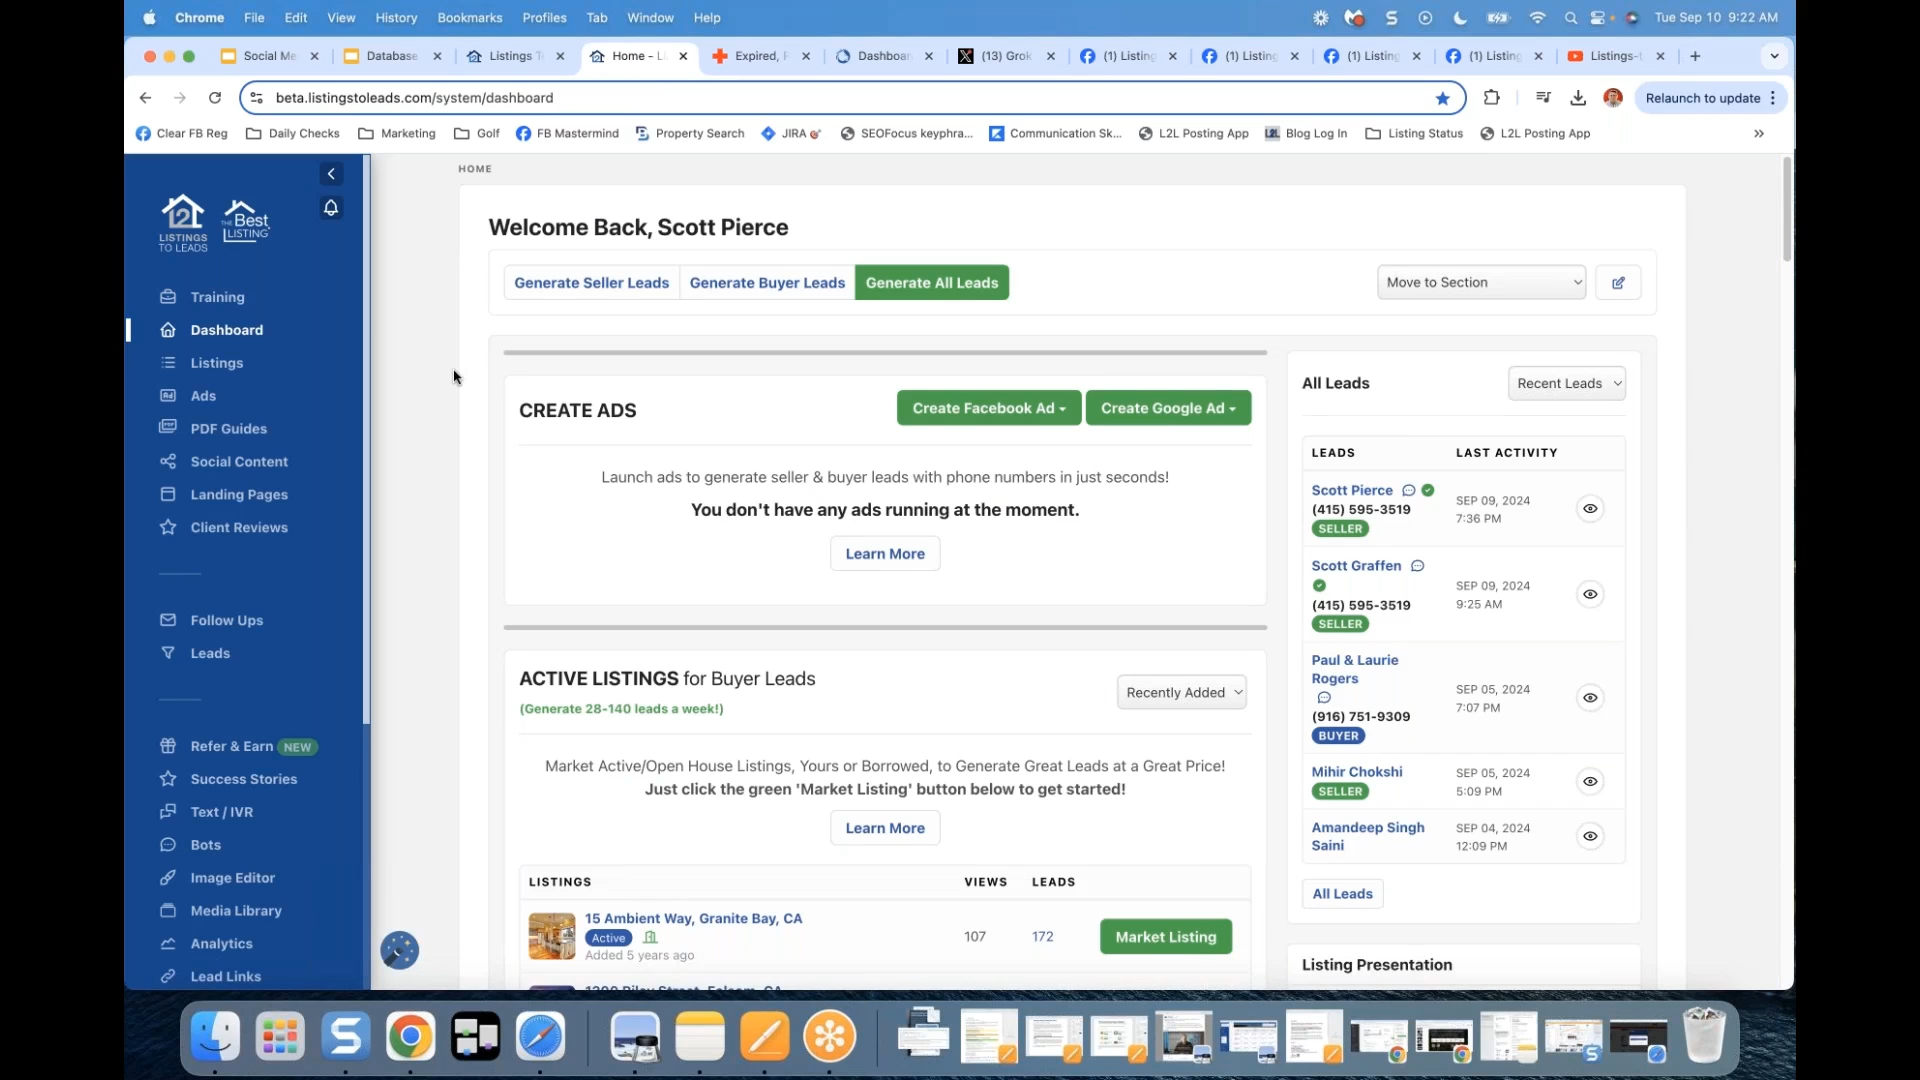 Chrome File Edit View History Bookmarks Profiles Tab Window Help
Tue Sep 10 9:22 AM
Social Me
Database
Listings T
Home - Li
Expired,
Dashboar
(13) Grok
(1) Listing
(1) Listing
(1) Listing
(1) Listing
Listings-t
beta.listingstoleads.com/system/dashboard
Relaunch to update
Clear FB Reg
Daily Checks
Marketing
Golf
FB Mastermind
Property Search
JIRA
SEOFocus keyphra...
Communication Sk...
L2L Posting App
Blog Log In
Listing Status
L2L Posting App
LISTINGS
TO LEADS
THE Best
LISTING
Training
Dashboard
Listings
Ads
PDF Guides
Social Content
Landing Pages
Client Reviews
Follow Ups
Leads
Refer & Earn NEW
Success Stories
Text / IVR
Bots
Image Editor
Media Library
Analytics
Lead Links
HOME
Welcome Back, Scott Pierce
Generate Seller Leads
Generate Buyer Leads
Generate All Leads
Move to Section
CREATE ADS
Create Facebook Ad
Create Google Ad
Launch ads to generate seller & buyer leads with phone numbers in just seconds!
You don't have any ads running at the moment.
Learn More
ACTIVE LISTINGS for Buyer Leads
(Generate 28-140 leads a week!)
Recently Added
Market Active/Open House Listings, Yours or Borrowed, to Generate Great Leads at a Great Price!
Just click the green 'Market Listing' button below to get started!
Learn More
LISTINGS VIEWS LEADS
15 Ambient Way, Granite Bay, CA
Active
Added 5 years ago
107 172 Market Listing
1300 Riley Street, Folsom, CA
All Leads
Recent Leads
LEADS LAST ACTIVITY
Scott Pierce
(415) 595-3519
SELLER
SEP 09, 2024
7:36 PM
Scott Graffen
(415) 595-3519
SELLER
SEP 09, 2024
9:25 AM
Paul & Laurie
Rogers
(916) 751-9309
BUYER
SEP 05, 2024
7:07 PM
Mihir Chokshi
SELLER
SEP 05, 2024
5:09 PM
Amandeep Singh
Saini
SEP 04, 2024
12:09 PM
All Leads
Listing Presentation